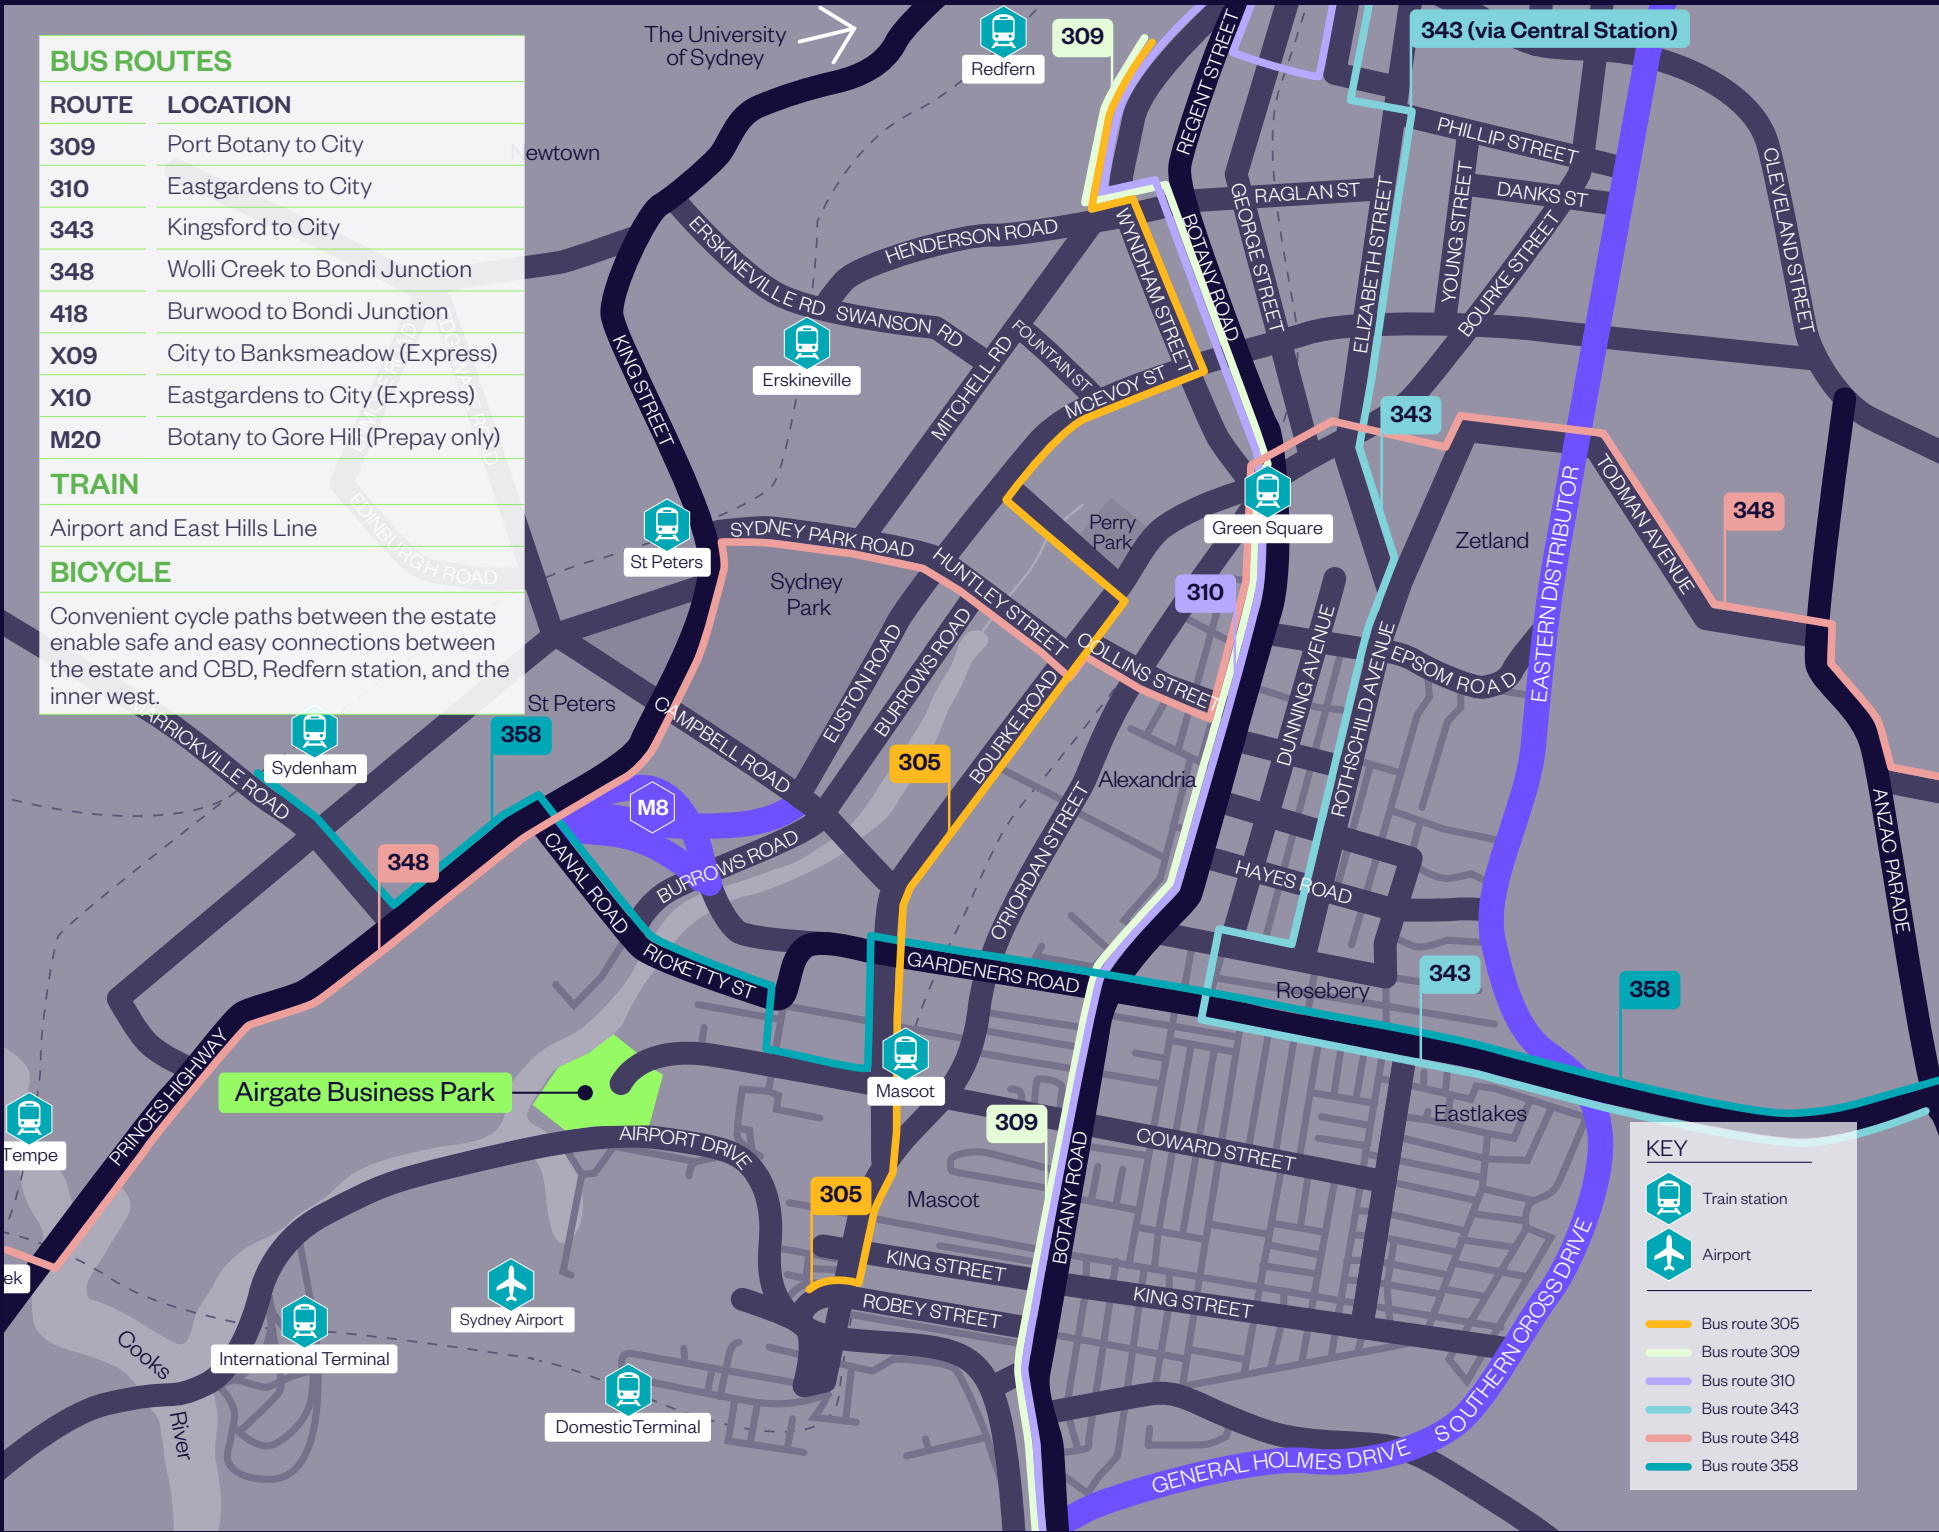 BUS ROUTES
ROUTE LOCATION
309 Port Botany to City
310 Eastgardens to City
343 Kingsford to City
348 Wolli Creek to Bondi Junction
418 Burwood to Bondi Junction
X09 City to Banksmeadow (Express)
X10 Eastgardens to City (Express)
M20 Botany to Gore Hill (Prepay only)
TRAIN
Airport and East Hills Line
BICYCLE
Convenient cycle paths between the estate
enable safe and easy connections between
the estate and CBD, Redfern station, and the
inner west.
EDINBURGH ROAD
The University
of Sydney
Redfern
309
343 (via Central Station)
Newtown
REGENT STREET
PHILLIP STREET
DANKS ST
RAGLAN ST
CLEVELAND STREET
ERSKINEVILLE RD
HENDERSON ROAD
SWANSON RD
WYNDHAM STREET
BOTANY ROAD
GEORGE STREET
ELIZABETH STREET
YOUNG STREET
BOURKE STREET
Erskineville
KING STREET
FOUNTAIN ST
MITCHELL RD
MCEVOY ST
343
348
TODMAN AVENUE
EASTERN DISTRIBUTOR
Zetland
Green Square
Perry
Park
St Peters
SYDNEY PARK ROAD
Sydney
Park
HUNTLEY STREET
COLLINS STREET
310
EUSTON ROAD
BURROWS ROAD
BOURKE ROAD
DUNNING AVENUE
ROTHSCHILD AVENUE
EPSOM ROAD
St Peters
358
CAMPBELL ROAD
MARRICKVILLE ROAD
Sydenham
M8
305
Alexandria
O'RIORDAN STREET
348
CANAL ROAD
BURROWS ROAD
HAYES ROAD
ANZAC PARADE
RICKETTY ST
GARDENERS ROAD
Rosebery
343
358
PRINCES HIGHWAY
Airgate Business Park
Mascot
309
Eastlakes
COWARD STREET
Tempe
AIRPORT DRIVE
305
Mascot
BOTANY ROAD
KING STREET
KING STREET
ROBEY STREET
ek
Sydney Airport
International Terminal
Domestic Terminal
Cooks
River
SOUTHERN CROSS DRIVE
GENERAL HOLMES DRIVE
KEY
Train station
Airport
Bus route 305
Bus route 309
Bus route 310
Bus route 343
Bus route 348
Bus route 358